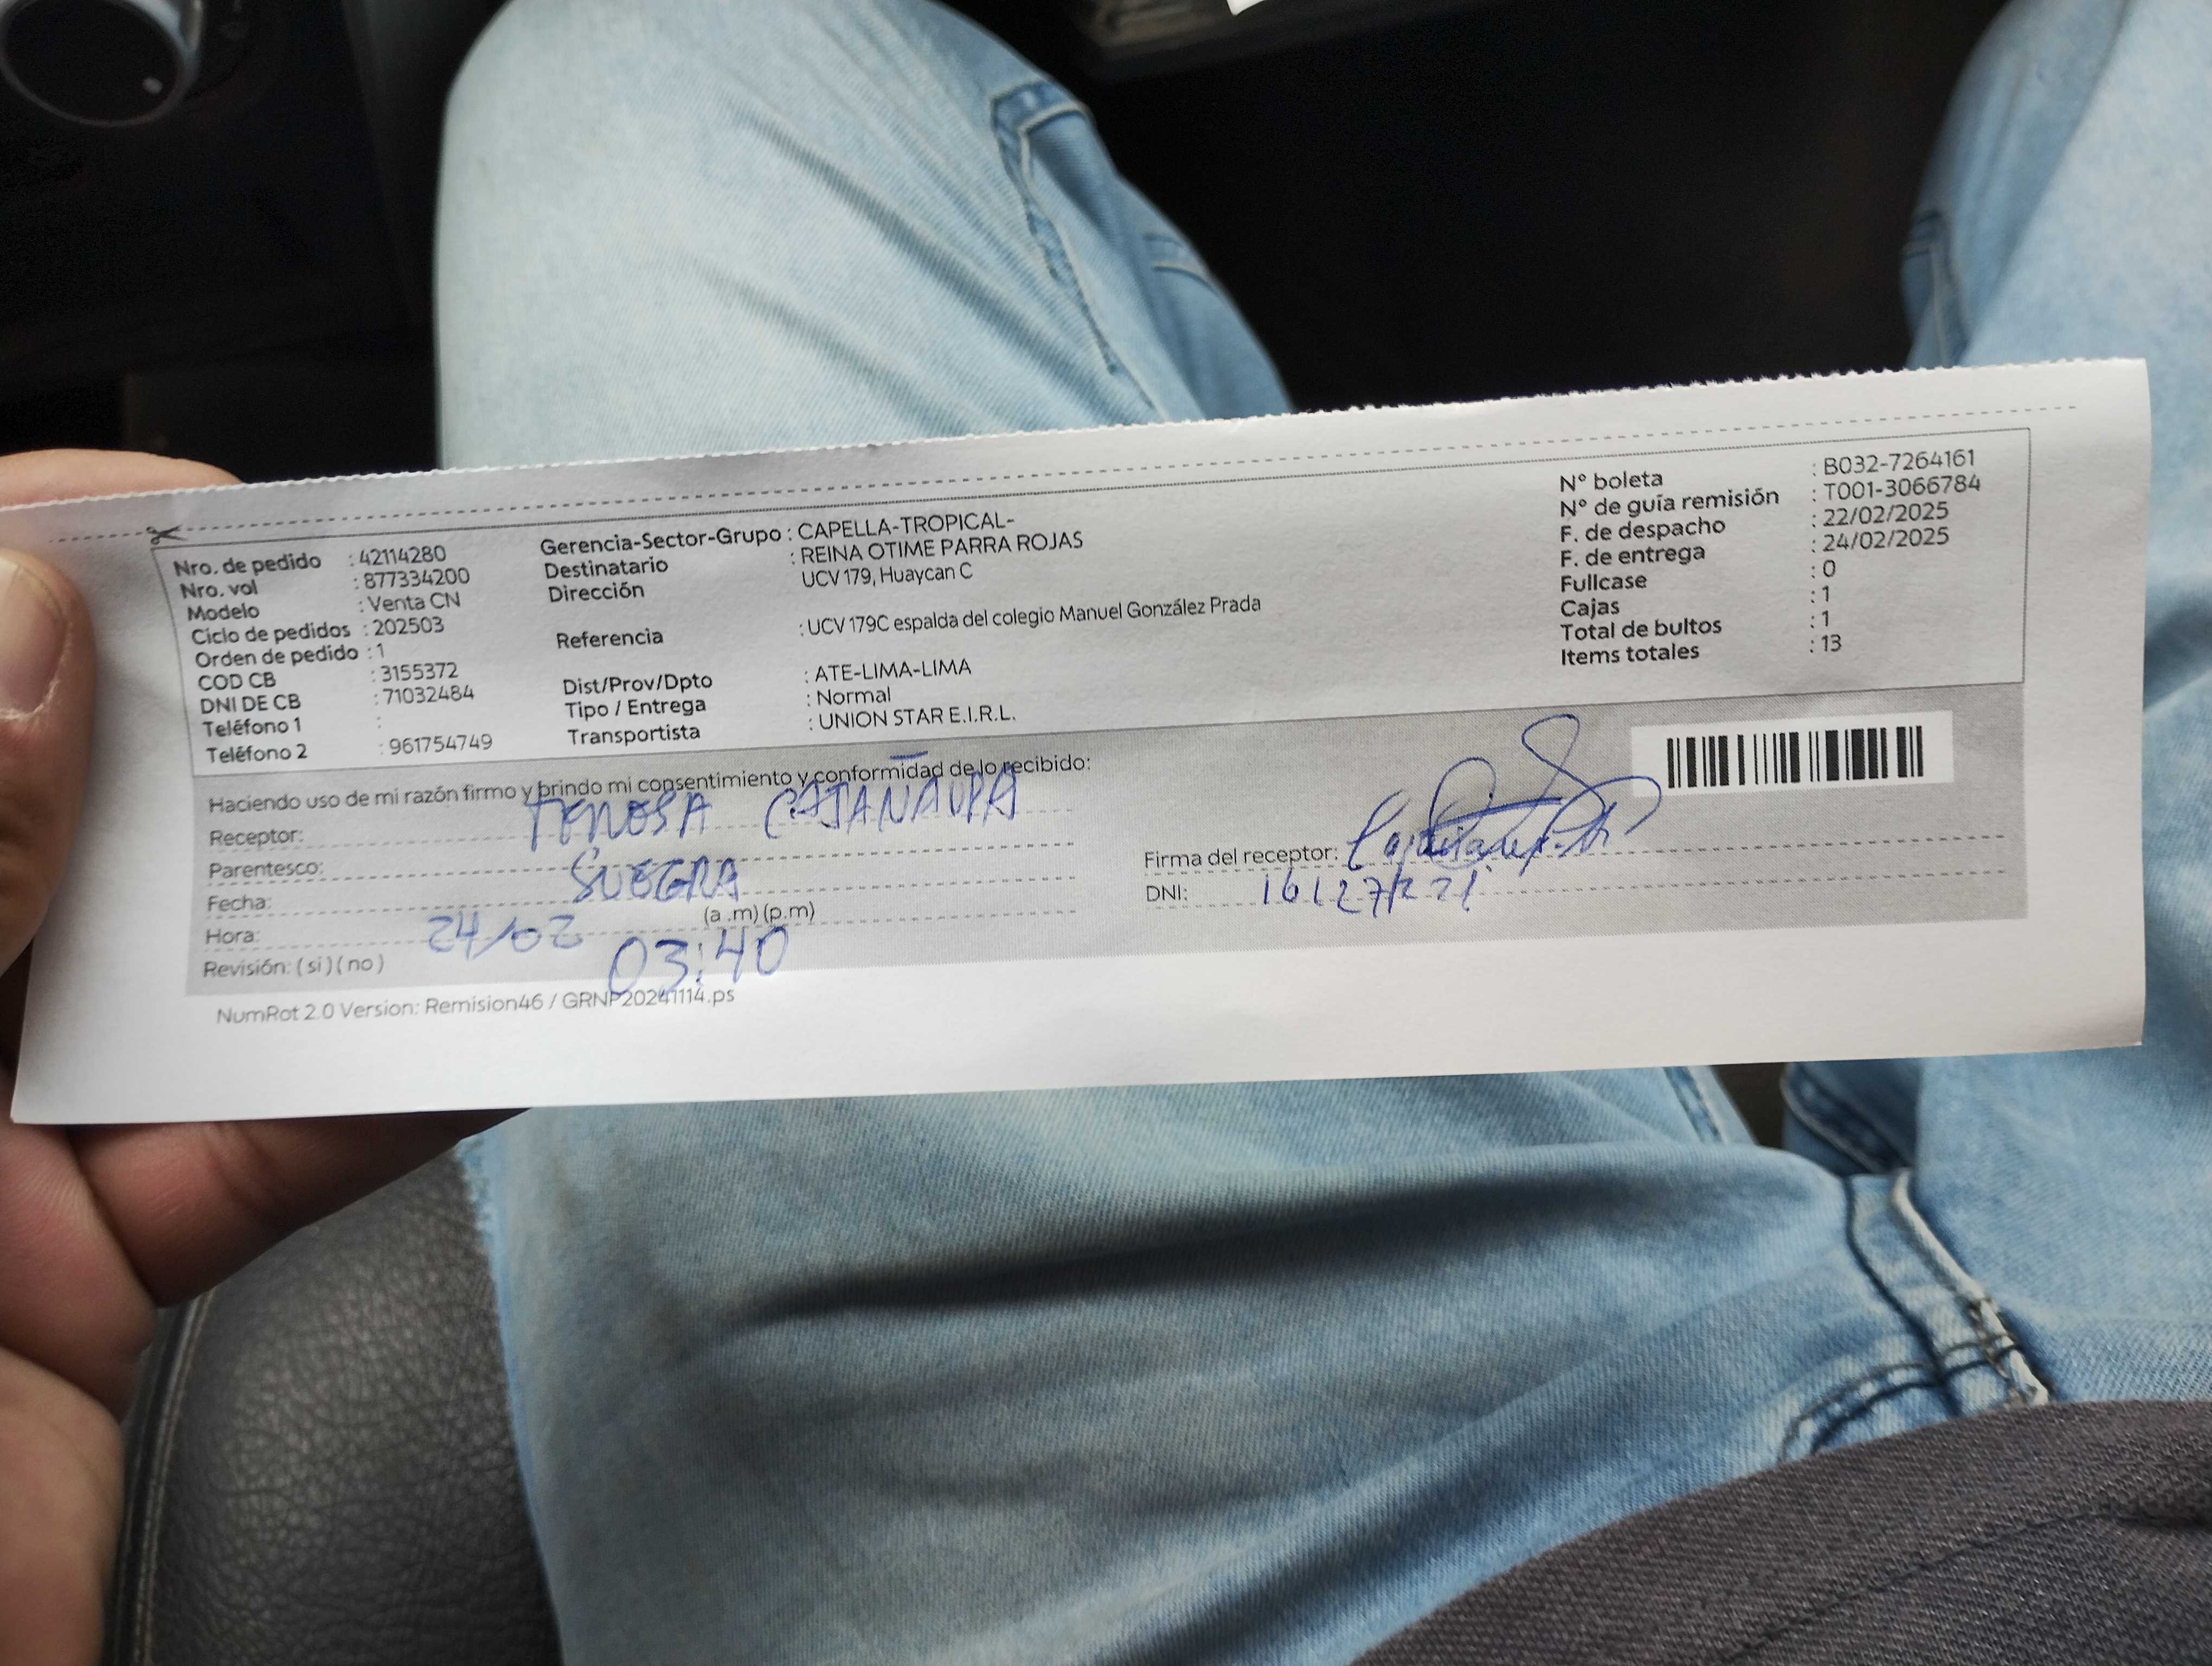 Nro. de pedido : 42114280
Nro. vol : 877334200
Modelo : Venta CN
Ciclo de pedidos : 202503
Orden de pedido : 1
COD CB : 3155372
DNI DE CB : 71032484
Teléfono 1 :
Teléfono 2 : 961754749
Gerencia-Sector-Grupo : CAPELLA-TROPICAL-
Destinatario : REINA OTIME PARRA ROJAS
Dirección UCV 179, Huaycan C
Referencia : UCV 179C espalda del colegio Manuel González Prada
Dist/Prov/Dpto : ATE-LIMA-LIMA
Tipo / Entrega : Normal
Transportista : UNION STAR E.I.R.L.
N° boleta : B032-7264161
N° de guía remisión : T001-3066784
F. de despacho : 22/02/2025
F. de entrega : 24/02/2025
Fullcase : 0
Cajas : 1
Total de bultos : 1
Items totales : 13
Haciendo uso de mi razón firmo y brindo mi consentimiento y conformidad de lo recibido:
Receptor: CAJAÑAUPA
Parentesco: SUEGRA
Fecha: 24/02
Hora: 03:40 (a .m) (p.m)
Revisión: ( si ) ( no )
Firma del receptor:
DNI:
NumRot 2.0 Version: Remision46 / GRNP20241114.ps